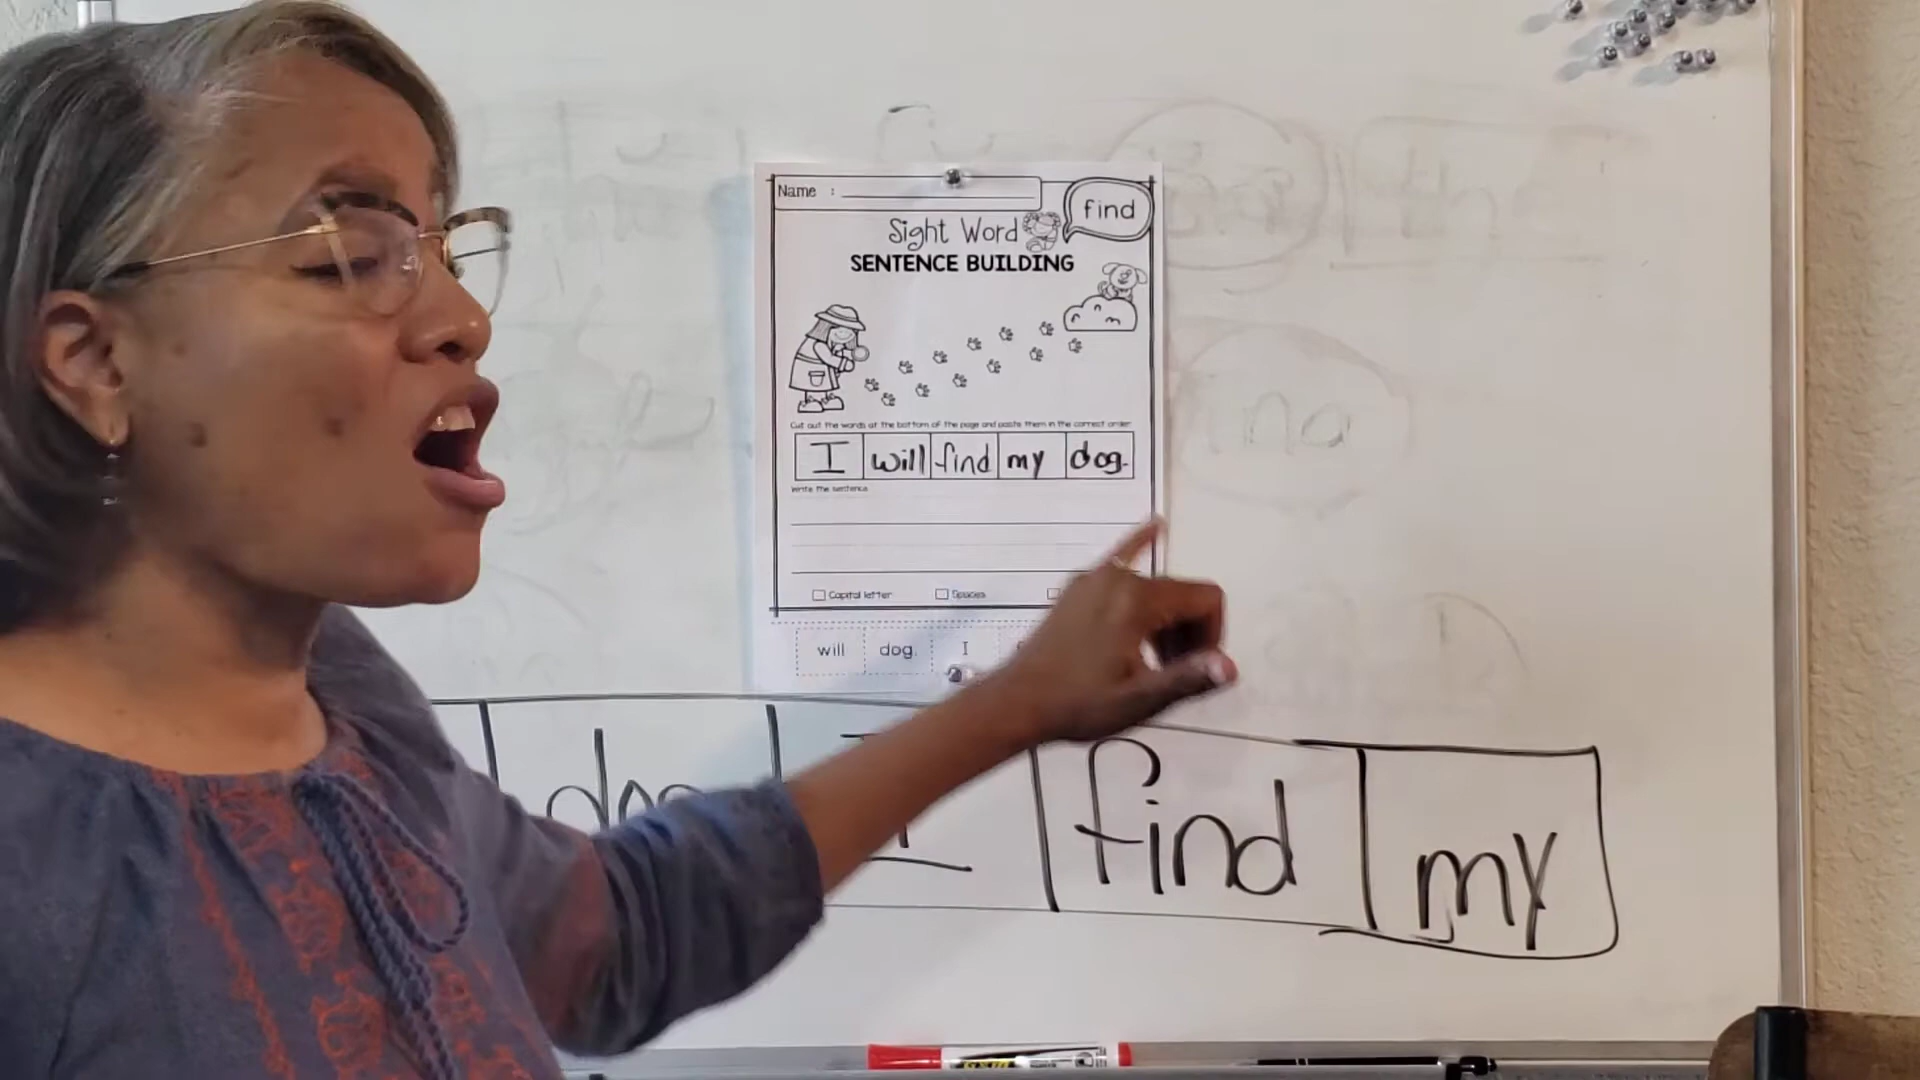 Name :
find
Sight Word
SENTENCE BUILDING
Cut out the words at the bottom of the page and paste them in the correct order.
I will find my dog.
Write the sentence.
Capital letter Spaces
will dog. I
dog I find my